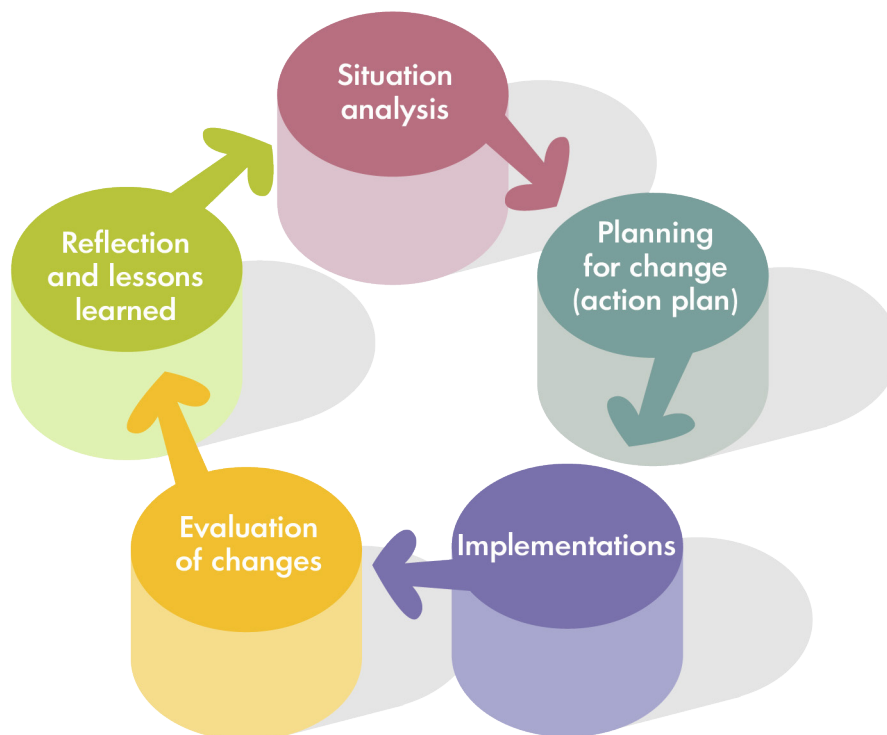 Situation
analysis
Planning
for change
(action plan)
Implementations
Evaluation
of changes
Reflection
and lessons
learned